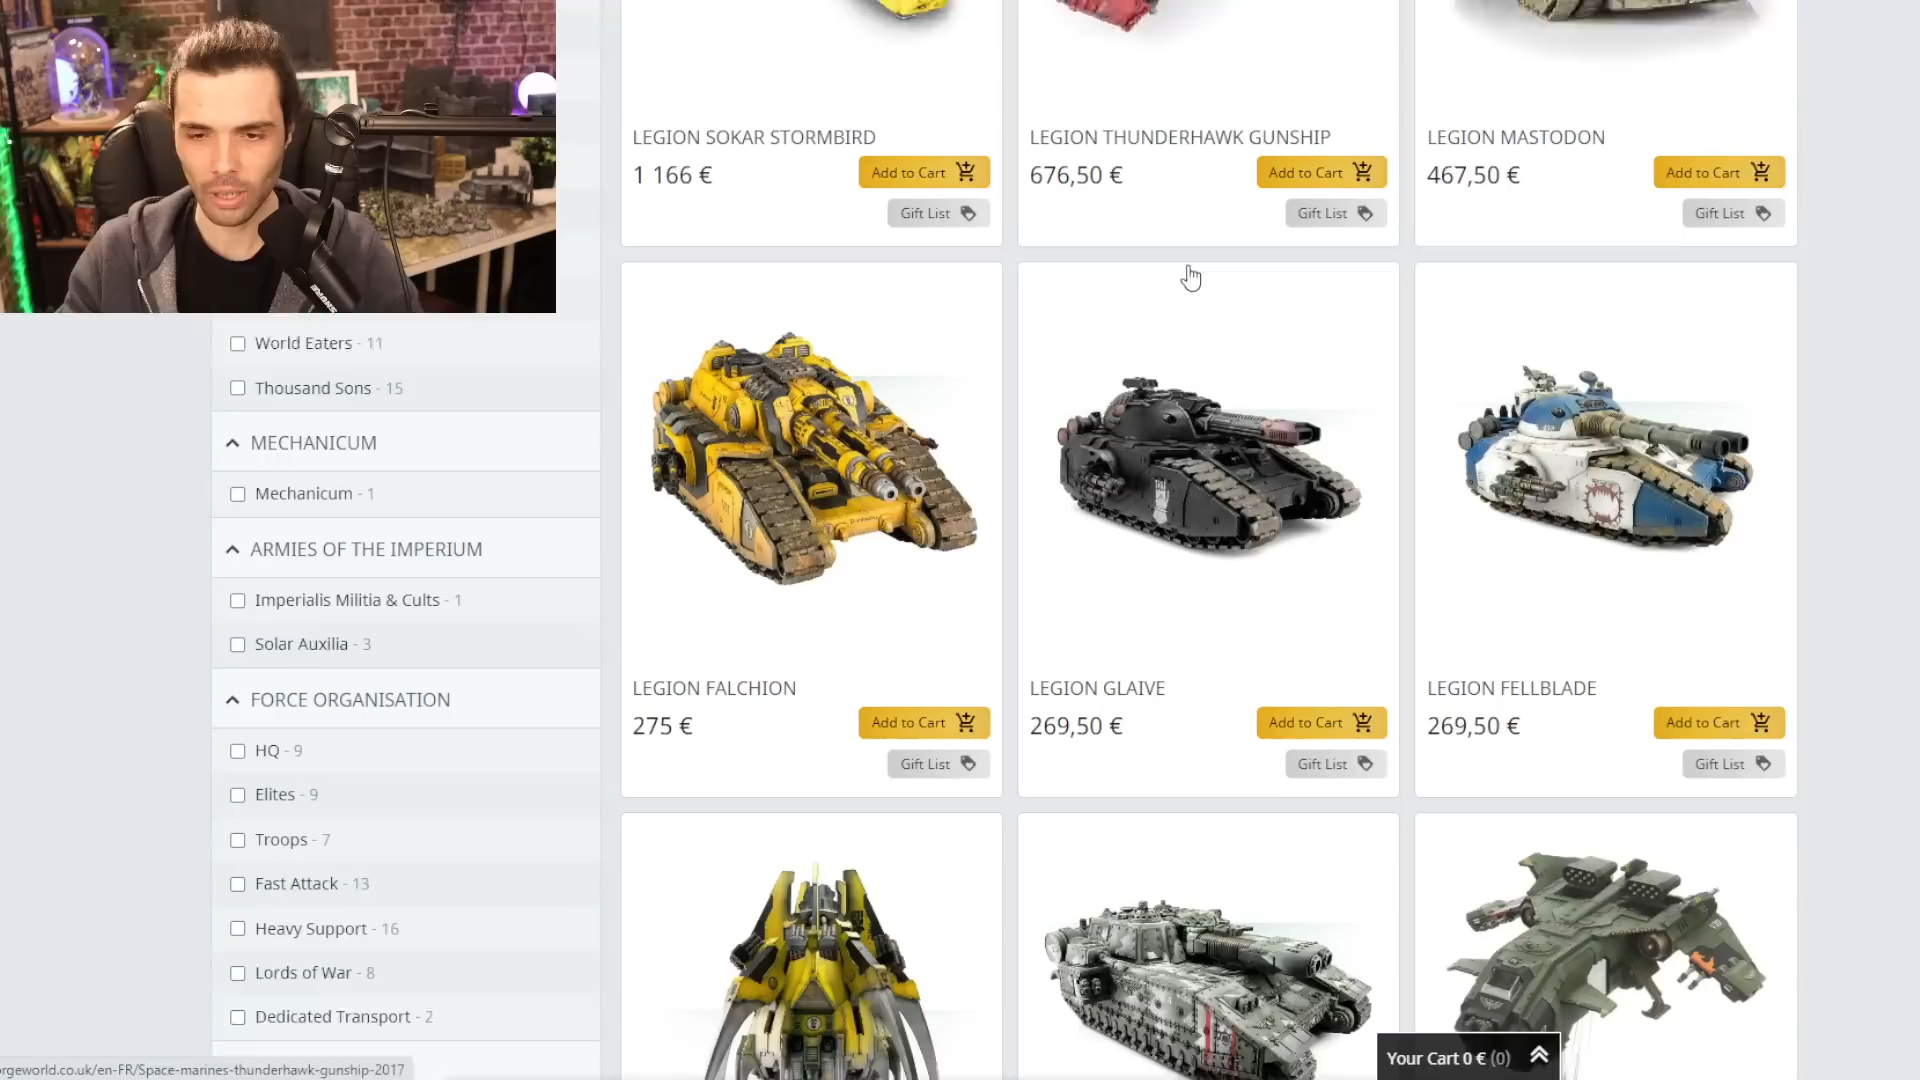 LEGION SOKAR STORMBIRD
1 166 €
Add to Cart
Gift List
LEGION THUNDERHAWK GUNSHIP
676,50 €
Add to Cart
Gift List
LEGION MASTODON
467,50 €
Add to Cart
Gift List
SHURE
World Eaters - 11
Thousand Sons - 15
MECHANICUM
Mechanicum - 1
ARMIES OF THE IMPERIUM
Imperialis Militia & Cults - 1
Solar Auxilia - 3
FORCE ORGANISATION
HQ - 9
Elites - 9
Troops - 7
Fast Attack - 13
Heavy Support - 16
Lords of War - 8
Dedicated Transport - 2
LEGION FALCHION
275 €
Add to Cart
Gift List
LEGION GLAIVE
269,50 €
Add to Cart
Gift List
LEGION FELLBLADE
269,50 €
Add to Cart
Gift List
Your Cart 0 € (0)
orgeworld.co.uk/en-FR/Space-marines-thunderhawk-gunship-2017